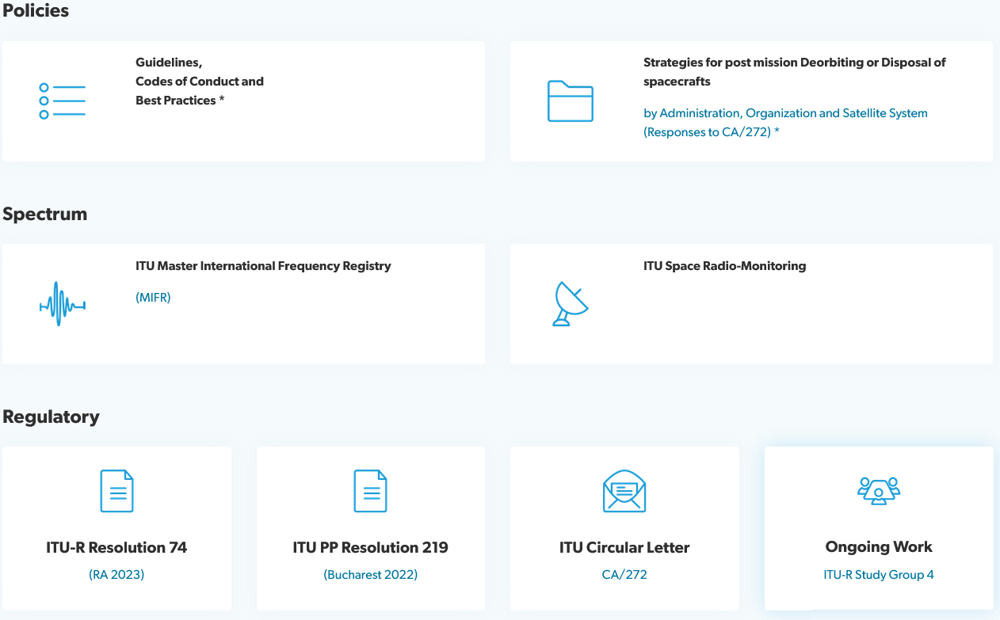 Policies
Guidelines,
Codes of Conduct and
Best Practices *
Strategies for post mission Deorbiting or Disposal of
spacecrafts
by Administration, Organization and Satellite System
(Responses to CA/272) *
Spectrum
ITU Master International Frequency Registry
(MIFR)
ITU Space Radio-Monitoring
Regulatory
ITU-R Resolution 74
(RA 2023)
ITU PP Resolution 219
(Bucharest 2022)
ITU Circular Letter
CA/272
Ongoing Work
ITU-R Study Group 4